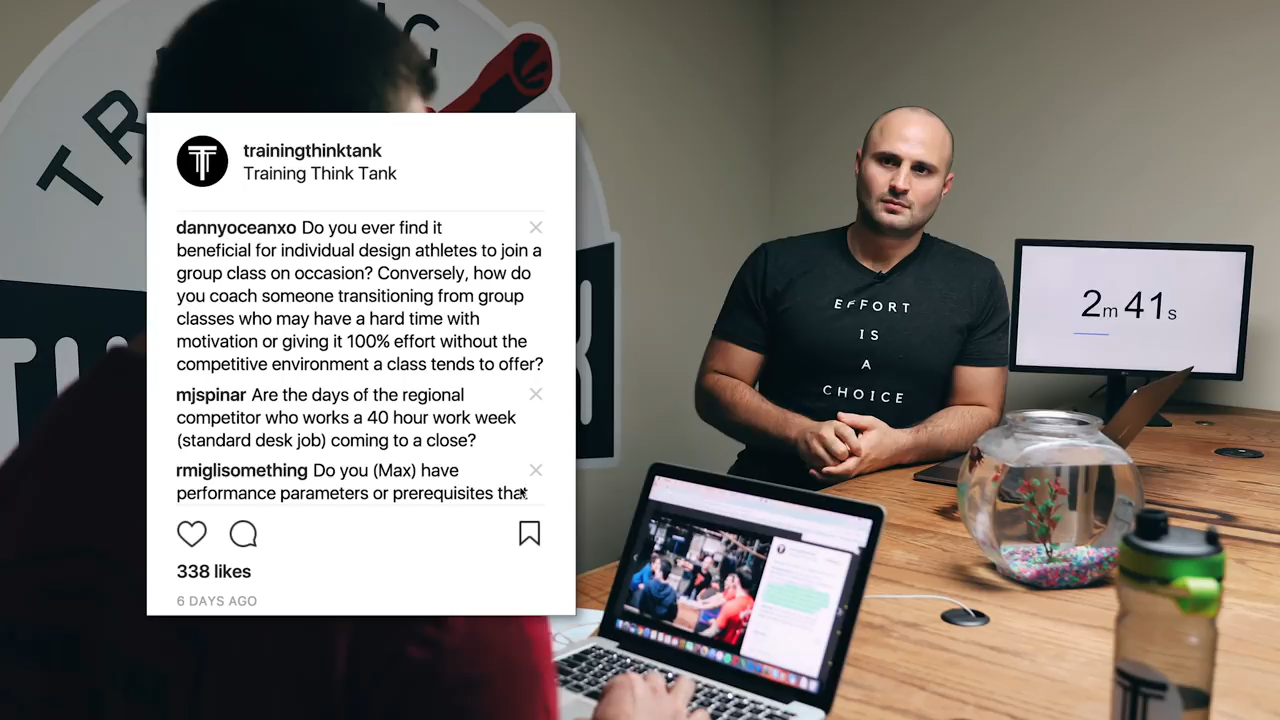 TRAINING
trainingthinktank
Training Think Tank
dannyoceanxo Do you ever find it
beneficial for individual design athletes to join a
group class on occasion? Conversely, how do
you coach someone transitioning from group
classes who may have a hard time with
motivation or giving it 100% effort without the
competitive environment a class tends to offer?
mjspinar Are the days of the regional
competitor who works a 40 hour work week
(standard desk job) coming to a close?
rmiglisomething Do you (Max) have
performance parameters or prerequisites that
338 likes
6 DAYS AGO
EFFORT
IS
A
CHOICE
2m 41s